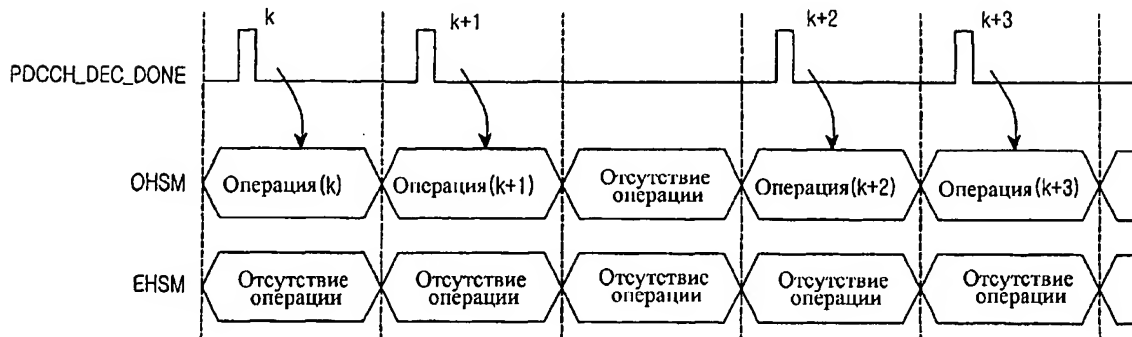 k
k+1
k+2
k+3
PDCCH_DEC_DONE
OHSM
Операция(k)
Операция(k+1)
Отсутствие
операции
Операция(k+2)
Операция(k+3)
EHSM
Отсутствие
операции
Отсутствие
операции
Отсутствис
операции
Отсутствие
операции
Отсутствие
операции